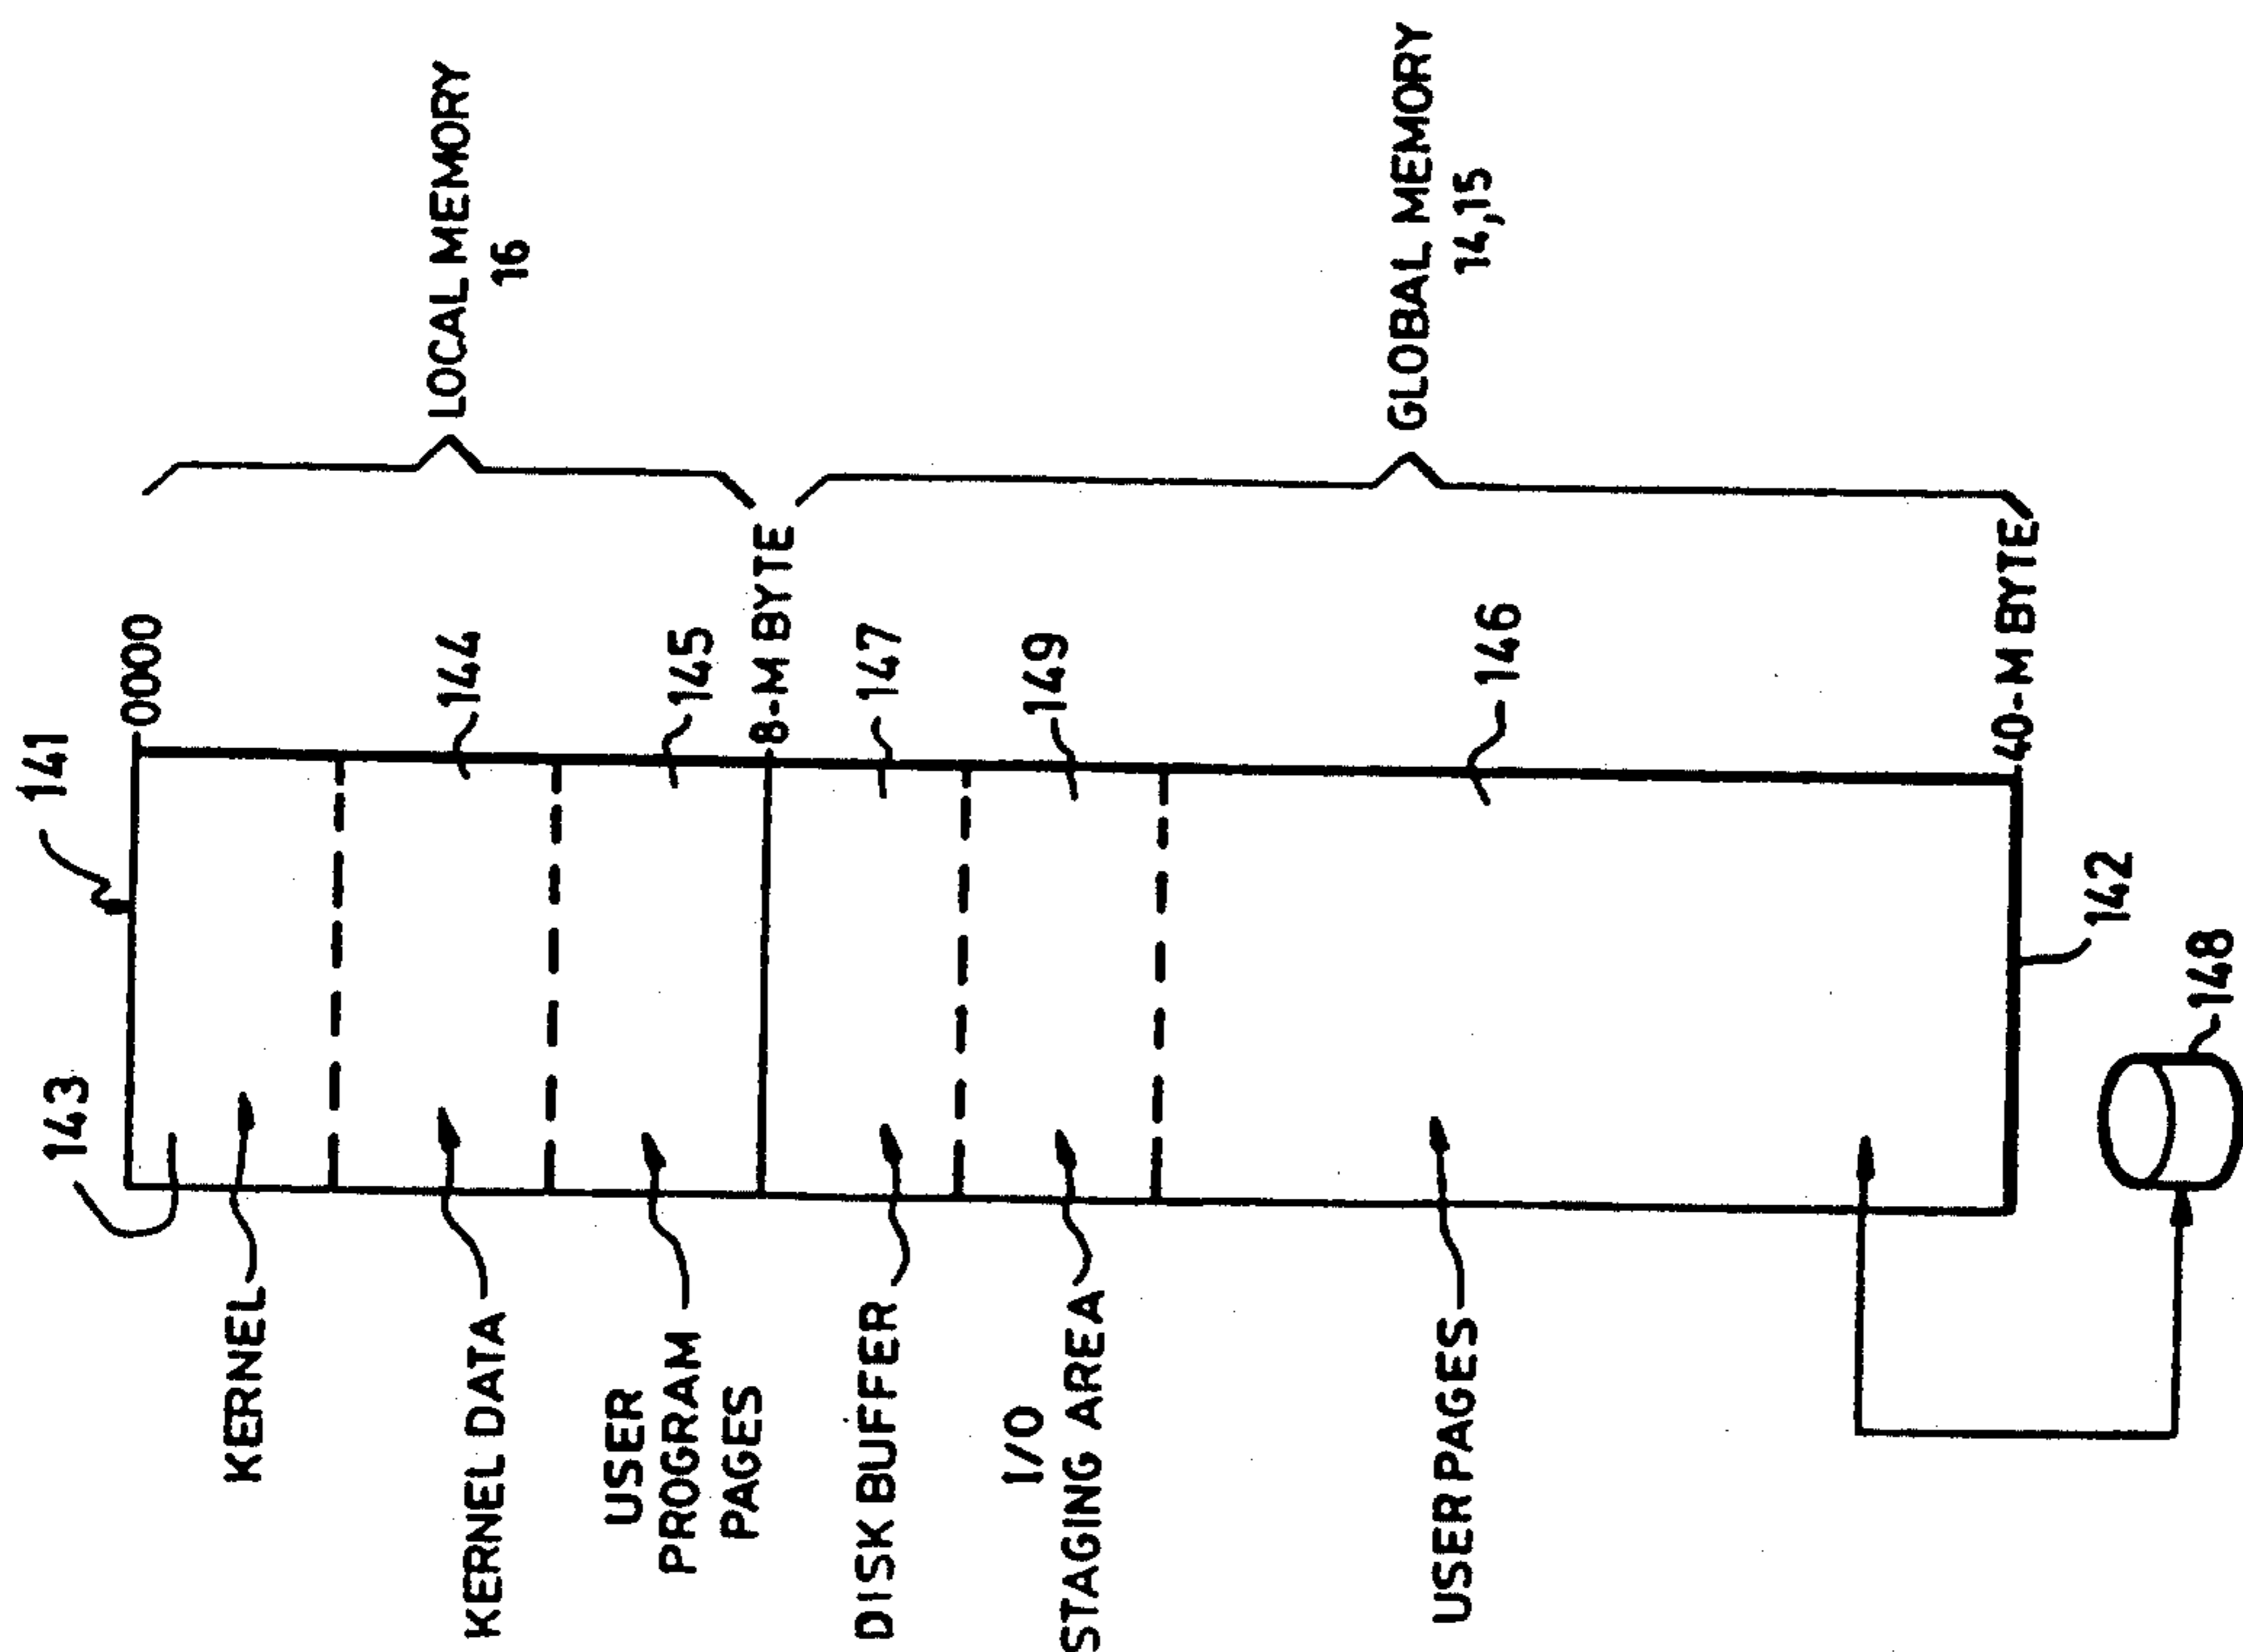 141
0000
143
KERNEL
144
KERNEL DATA
LOCAL MEMORY
16
145
USER
PROGRAM
PAGES
8-M BYTE
147
DISK BUFFER
149
I/O
STAGING AREA
146
USER PAGES
GLOBAL MEMORY
14,15
40-M BYTE
142
148